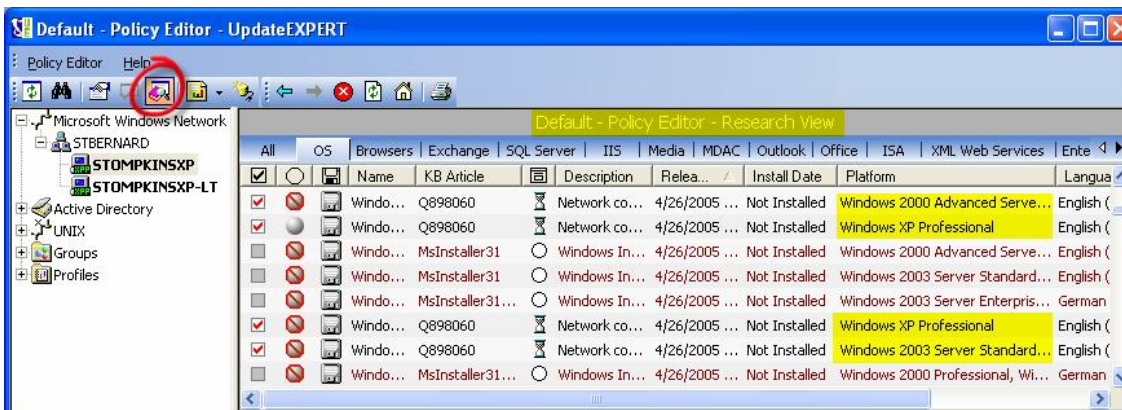 Default - Policy Editor - UpdateEXPERT
Policy Editor Help
Microsoft Windows Network
STBERNARD
STOMPKINSXP
STOMPKINSXP-LT
Active Directory
UNIX
Groups
Profiles
Default - Policy Editor - Research View
All OS Browsers Exchange SQL Server IIS Media MDAC Outlook Office ISA XML Web Services Ente
Name KB Article Description Relea... Install Date Platform Langua
Windo... Q898060 Network co... 4/26/2005 ... Not Installed Windows 2000 Advanced Serve... English (
Windo... Q898060 Network co... 4/26/2005 ... Not Installed Windows XP Professional English (
Windo... MsInstaller31 Windows In... 4/26/2005 ... Not Installed Windows 2000 Advanced Serve... English (
Windo... MsInstaller31... Windows In... 4/26/2005 ... Not Installed Windows 2003 Server Standard... English (
Windo... MsInstaller31... Windows In... 4/26/2005 ... Not Installed Windows 2003 Server Enterpris... German
Windo... Q898060 Network co... 4/26/2005 ... Not Installed Windows XP Professional English (
Windo... Q898060 Network co... 4/26/2005 ... Not Installed Windows 2003 Server Standard... English (
Windo... MsInstaller31... Windows In... 4/26/2005 ... Not Installed Windows 2000 Professional, Wi... German